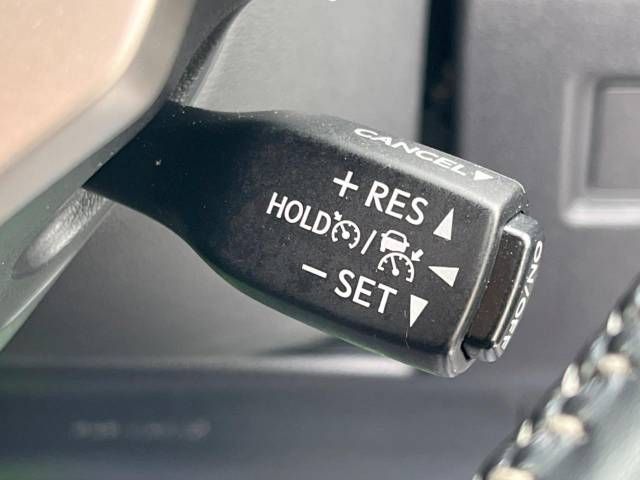 CANCEL▼
+ RES ▲
HOLD / ◀
− SET ▼
ON/OFF